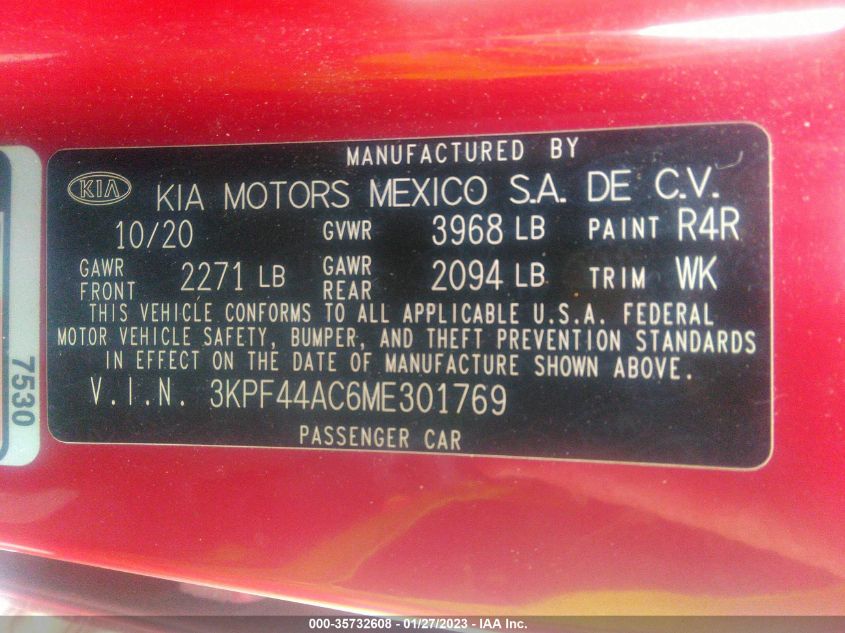 MANUFACTURED BY
KIA KIA MOTORS MEXICO S.A. DE C.V.
10/20 GVWR 3968 LB PAINT R4R
GAWR FRONT 2271 LB GAWR REAR 2094 LB TRIM WK
THIS VEHICLE CONFORMS TO ALL APPLICABLE U.S.A. FEDERAL
MOTOR VEHICLE SAFETY, BUMPER, AND THEFT PREVENTION STANDARDS
IN EFFECT ON THE DATE OF MANUFACTURE SHOWN ABOVE.
V.I.N. 3KPF44AC6ME301769
PASSENGER CAR
7530
000-35732608 - 01/27/2023 - IAA Inc.